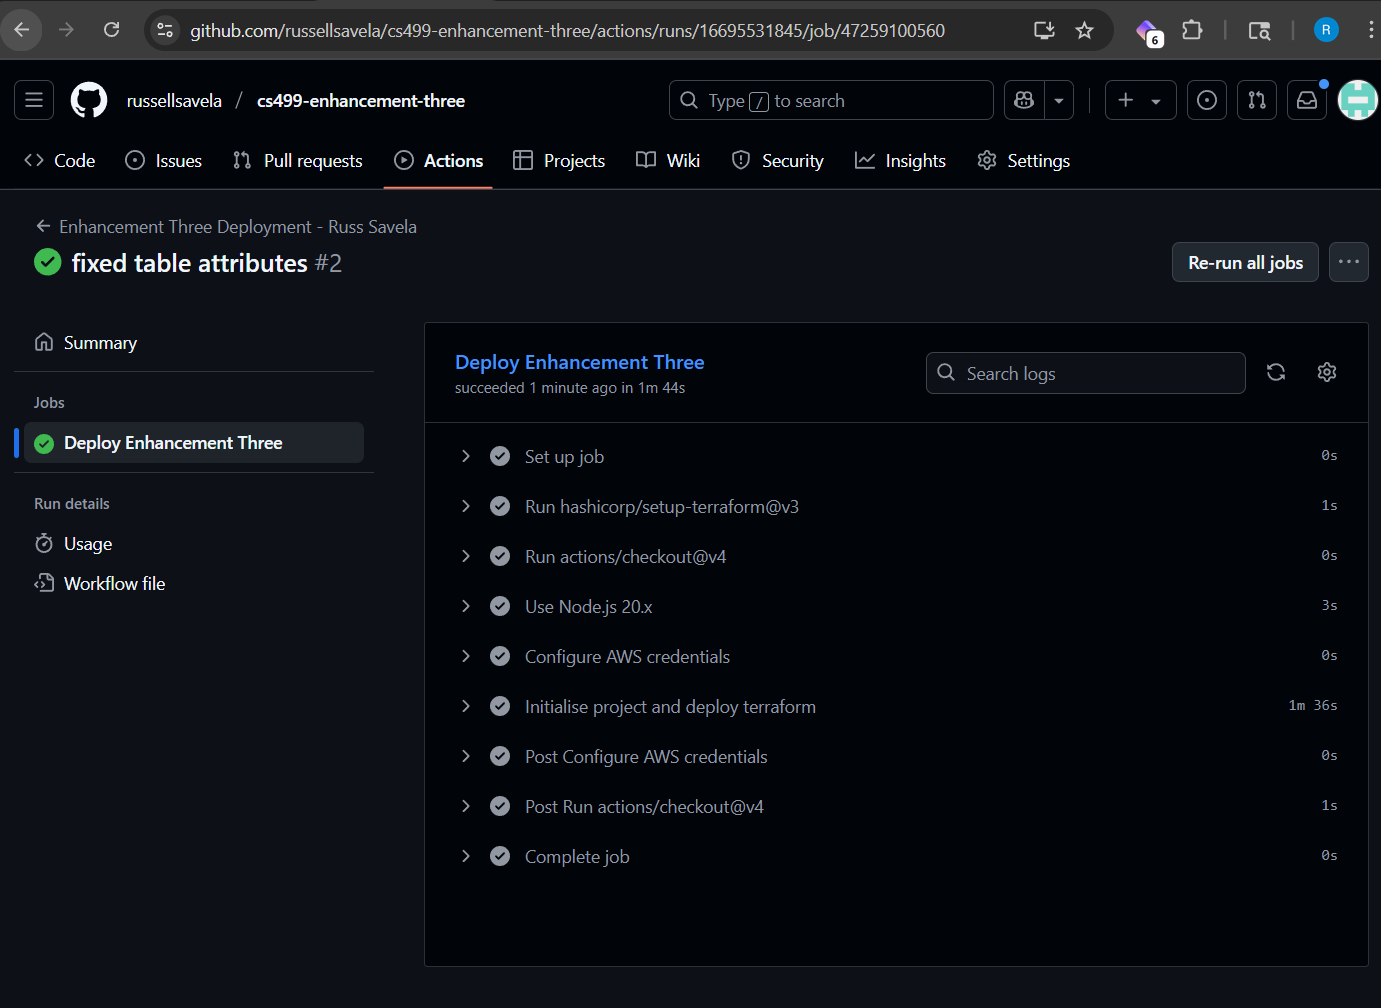 github.com/russellsavela/cs499-enhancement-three/actions/runs/16695531845/job/47259100560
6
R
russellsavela / cs499-enhancement-three
Type / to search
Code
Issues
Pull requests
Actions
Projects
Wiki
Security
Insights
Settings
Enhancement Three Deployment - Russ Savela
fixed table attributes #2
Re-run all jobs
Summary
Jobs
Deploy Enhancement Three
Run details
Usage
Workflow file
Deploy Enhancement Three
succeeded 1 minute ago in 1m 44s
Search logs
Set up job 0s
Run hashicorp/setup-terraform@v3 1s
Run actions/checkout@v4 0s
Use Node.js 20.x 3s
Configure AWS credentials 0s
Initialise project and deploy terraform 1m 36s
Post Configure AWS credentials 0s
Post Run actions/checkout@v4 1s
Complete job 0s